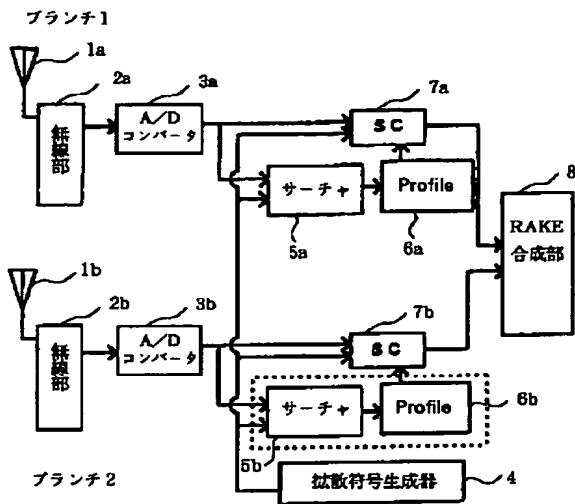 ブランチ1
1a
2a
3a
7a
無線部
A/D
コンバータ
SC
8
サーチャ
Profile
RAKE
合成部
5a
6a
1b
2b
3b
7b
無線部
A/D
コンバータ
SC
サーチャ
Profile
6b
5b
ブランチ2
拡散符号生成器
4